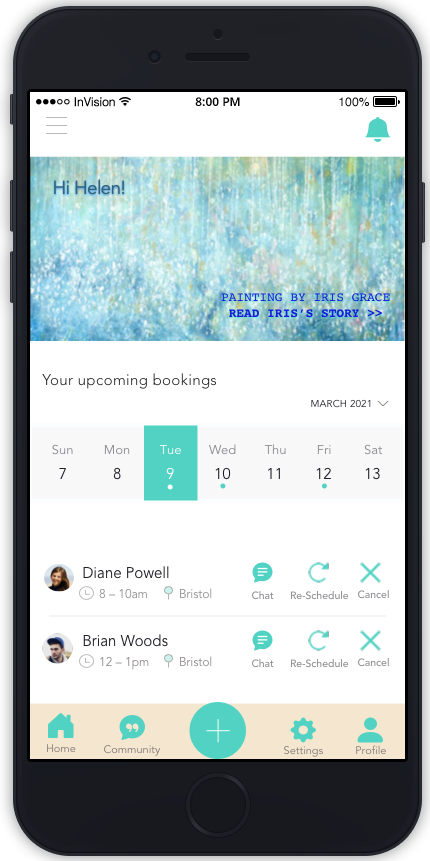 InVision 8:00 PM 100%
Hi Helen!
PAINTING BY IRIS GRACE
READ IRIS'S STORY >>
Your upcoming bookings
MARCH 2021
Sun Mon Tue Wed Thu Fri Sat
7 8 9 10 11 12 13
Diane Powell
8 – 10am Bristol
Chat Re-Schedule Cancel
Brian Woods
12 – 1pm Bristol
Chat Re-Schedule Cancel
Home Community Settings Profile